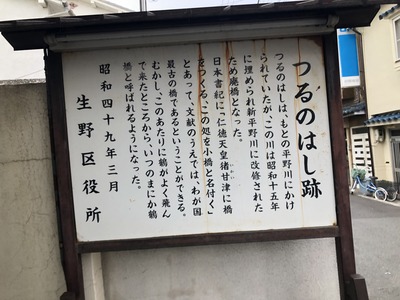 つるのはし跡
つるのはしは、もとの平野川にかけ
られていたが、この川は昭和十五年
に埋められ新平野川に改修された
ため廃橋となった。
日本書紀に「仁徳天皇猪甘津に橋
をつくる、この処を小橋と名付く」
とあって、文献のうえでは、わが国
最古の橋であるということができる。
むかし、このあたりに鶴がよく飛ん
で来たところから、いつのまにか鶴
橋と呼ばれるようになった。
昭和四十九年三月
生野区役所